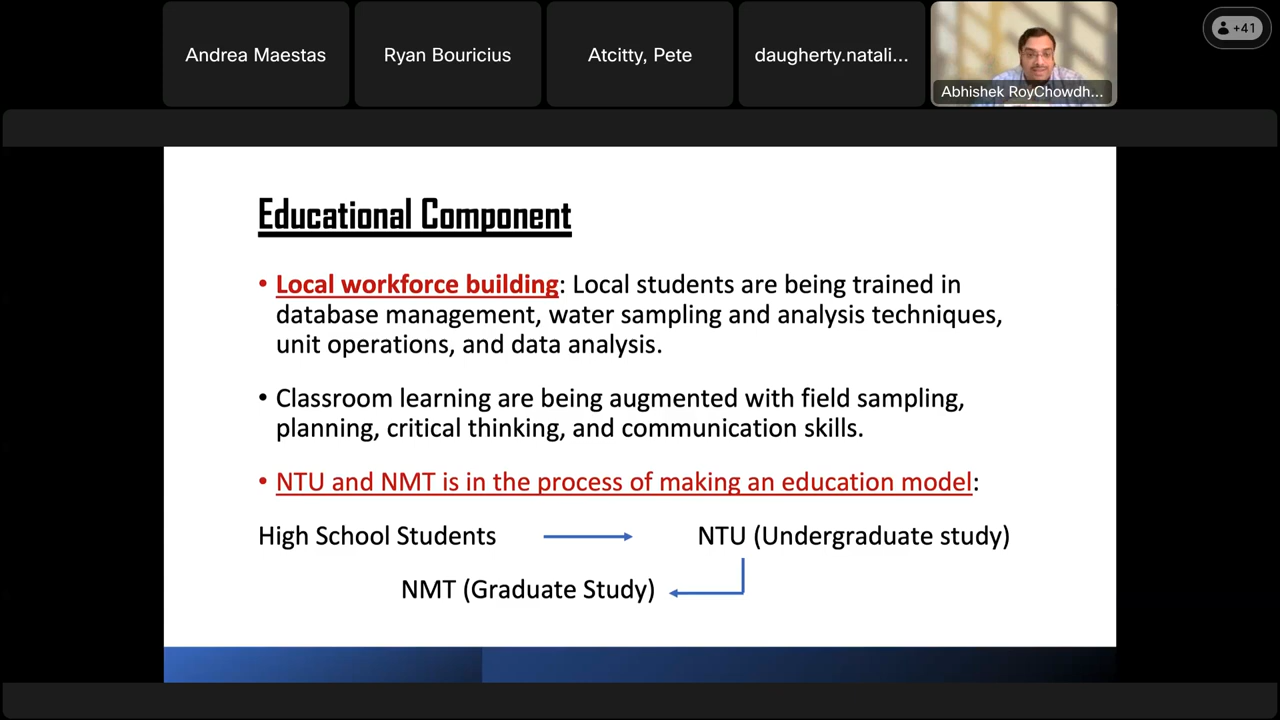 Andrea Maestas
Ryan Bouricius
Atcitty, Pete
daugherty.natali...
Abhishek RoyChowdh...
+41
Educational Component
• Local workforce building: Local students are being trained in
database management, water sampling and analysis techniques,
unit operations, and data analysis.
• Classroom learning are being augmented with field sampling,
planning, critical thinking, and communication skills.
• NTU and NMT is in the process of making an education model:
High School Students
NTU (Undergraduate study)
NMT (Graduate Study)